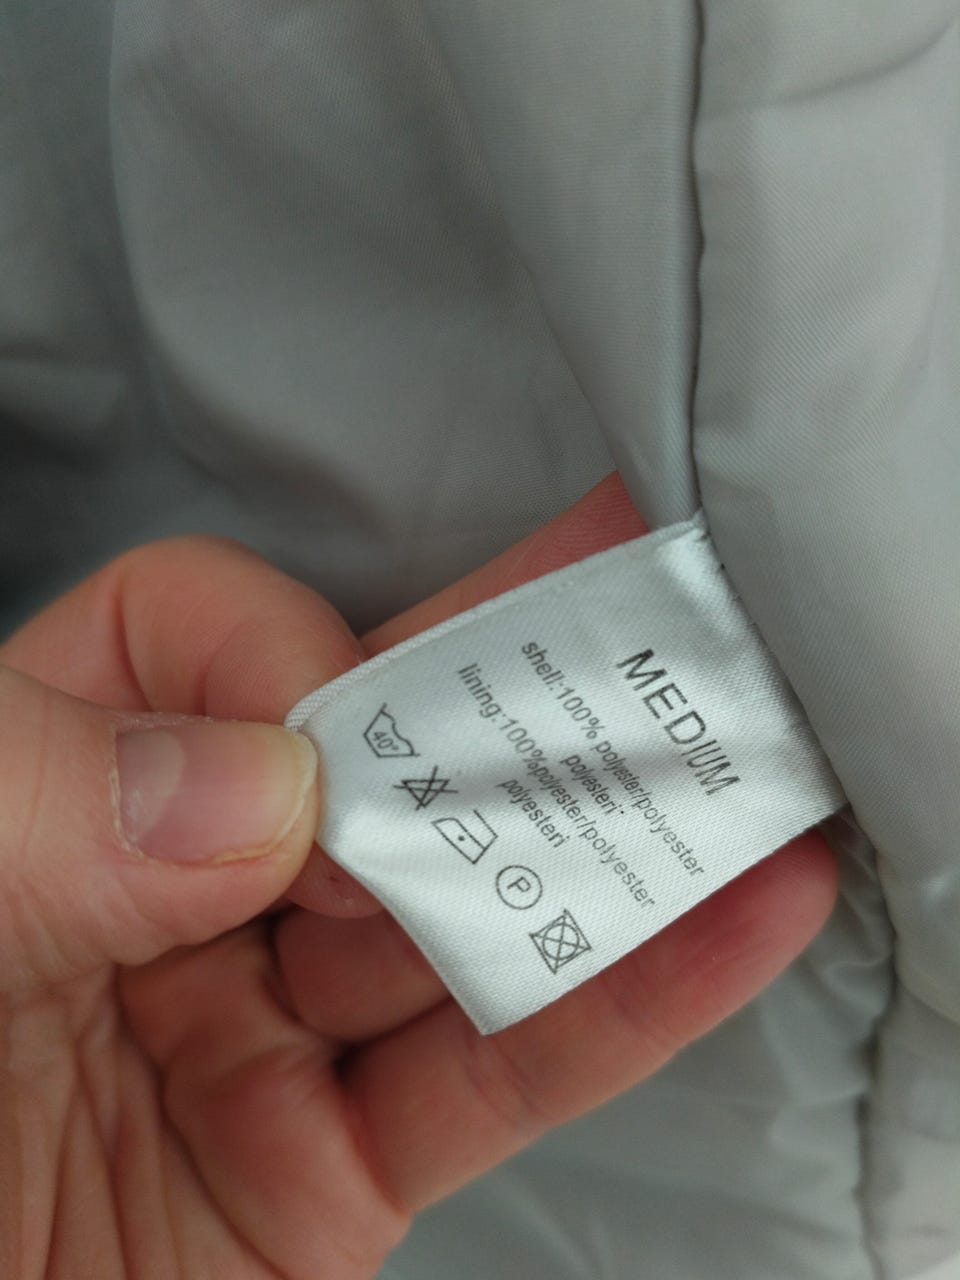 MEDIUM
shell:100% polyester/polyester
polyesteri
lining:100%polyester/polyester
polyesteri
40°
P